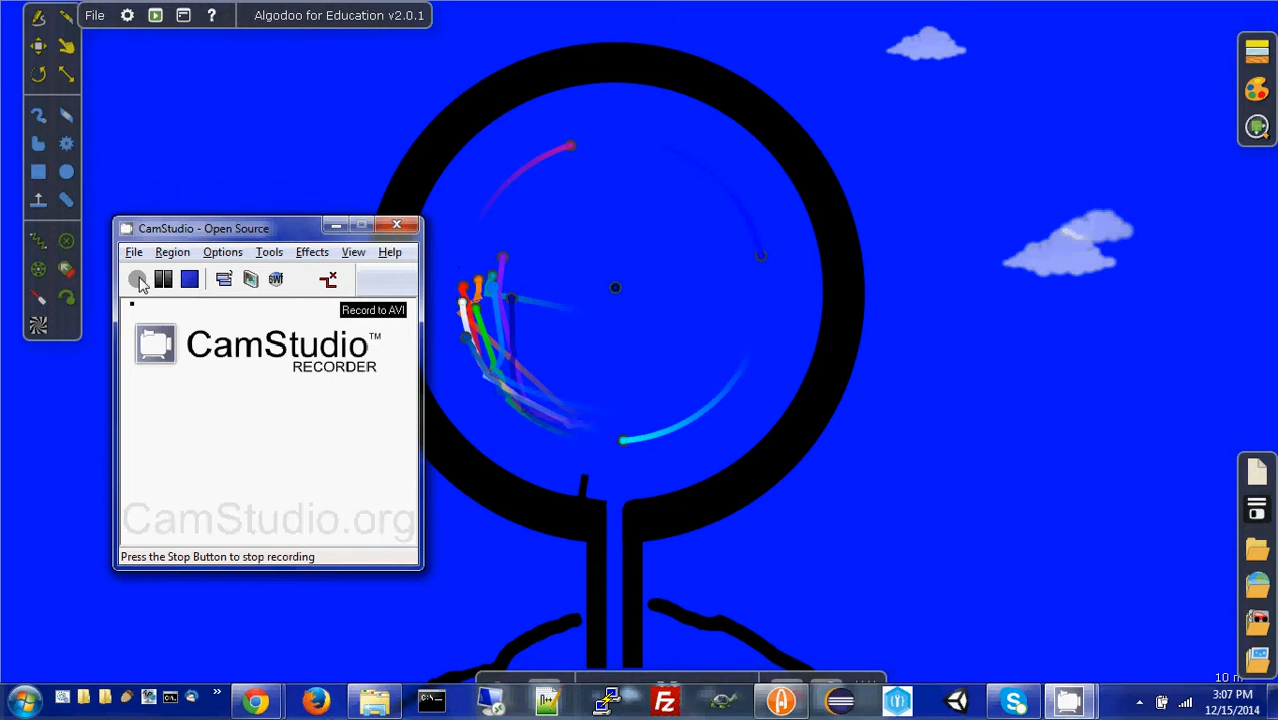 File ? Algodoo for Education v2.0.1
CamStudio - Open Source
File Region Options Tools Effects View Help
Record to AVI
CamStudio™
RECORDER
CamStudio.org
Press the Stop Button to stop recording
10 m
3:07 PM
12/15/2014